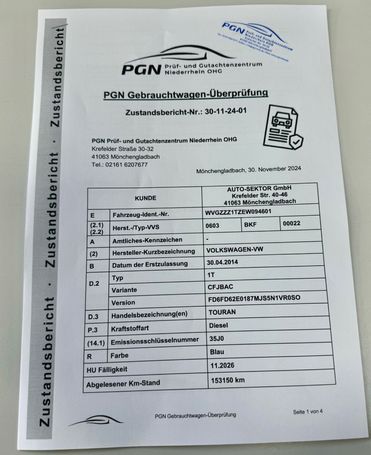 Zustandsbericht · Zustandsbericht · Zustandsbericht · Zustandsbericht
PGN Prüf- und Gutachtenzentrum
Niederrhein OHG
PGN Gebrauchtwagen-Überprüfung
Zustandsbericht-Nr.: 30-11-24-01
PGN Prüf- und Gutachtenzentrum Niederrhein OHG
Krefelder Straße 30-32
41063 Mönchengladbach
Tel.: 02161 6207677
Mönchengladbach, 30. November 2024
KUNDE AUTO-SEKTOR GmbH
Krefelder Str. 40-46
41063 Mönchengladbach
E Fahrzeug-Ident.-Nr. WVGZZZ1TZEW094601
(2.1) (2.2) Herst.-/Typ-VVS 0603 BKF 00022
A Amtliches-Kennzeichen -
(2) Hersteller-Kurzbezeichnung VOLKSWAGEN-VW
B Datum der Erstzulassung 30.04.2014
D.2 Typ 1T
Variante CFJBAC
Version FD6FD62E0187MJS5N1VR0SO
D.3 Handelsbezeichnung(en) TOURAN
P.3 Kraftstoffart Diesel
(14.1) Emissionsschlüsselnummer 35J0
R Farbe Blau
HU Fälligkeit 11.2026
Abgelesener Km-Stand 153150 km
PGN Gebrauchtwagen-Überprüfung
Seite 1 von 4